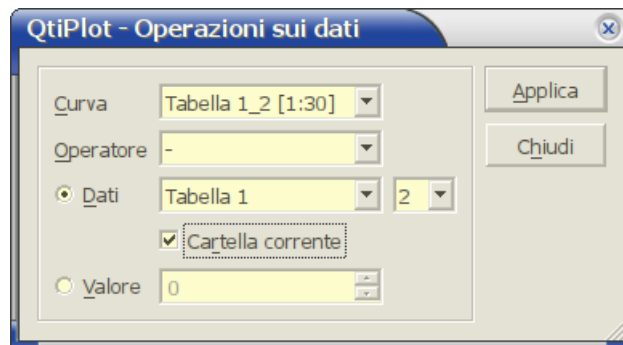 QtiPlot - Operazioni sui dati
Curva Tabella 1_2 [1:30]
Applica
Operatore -
Chiudi
Dati Tabella 1 2
Cartella corrente
Valore 0